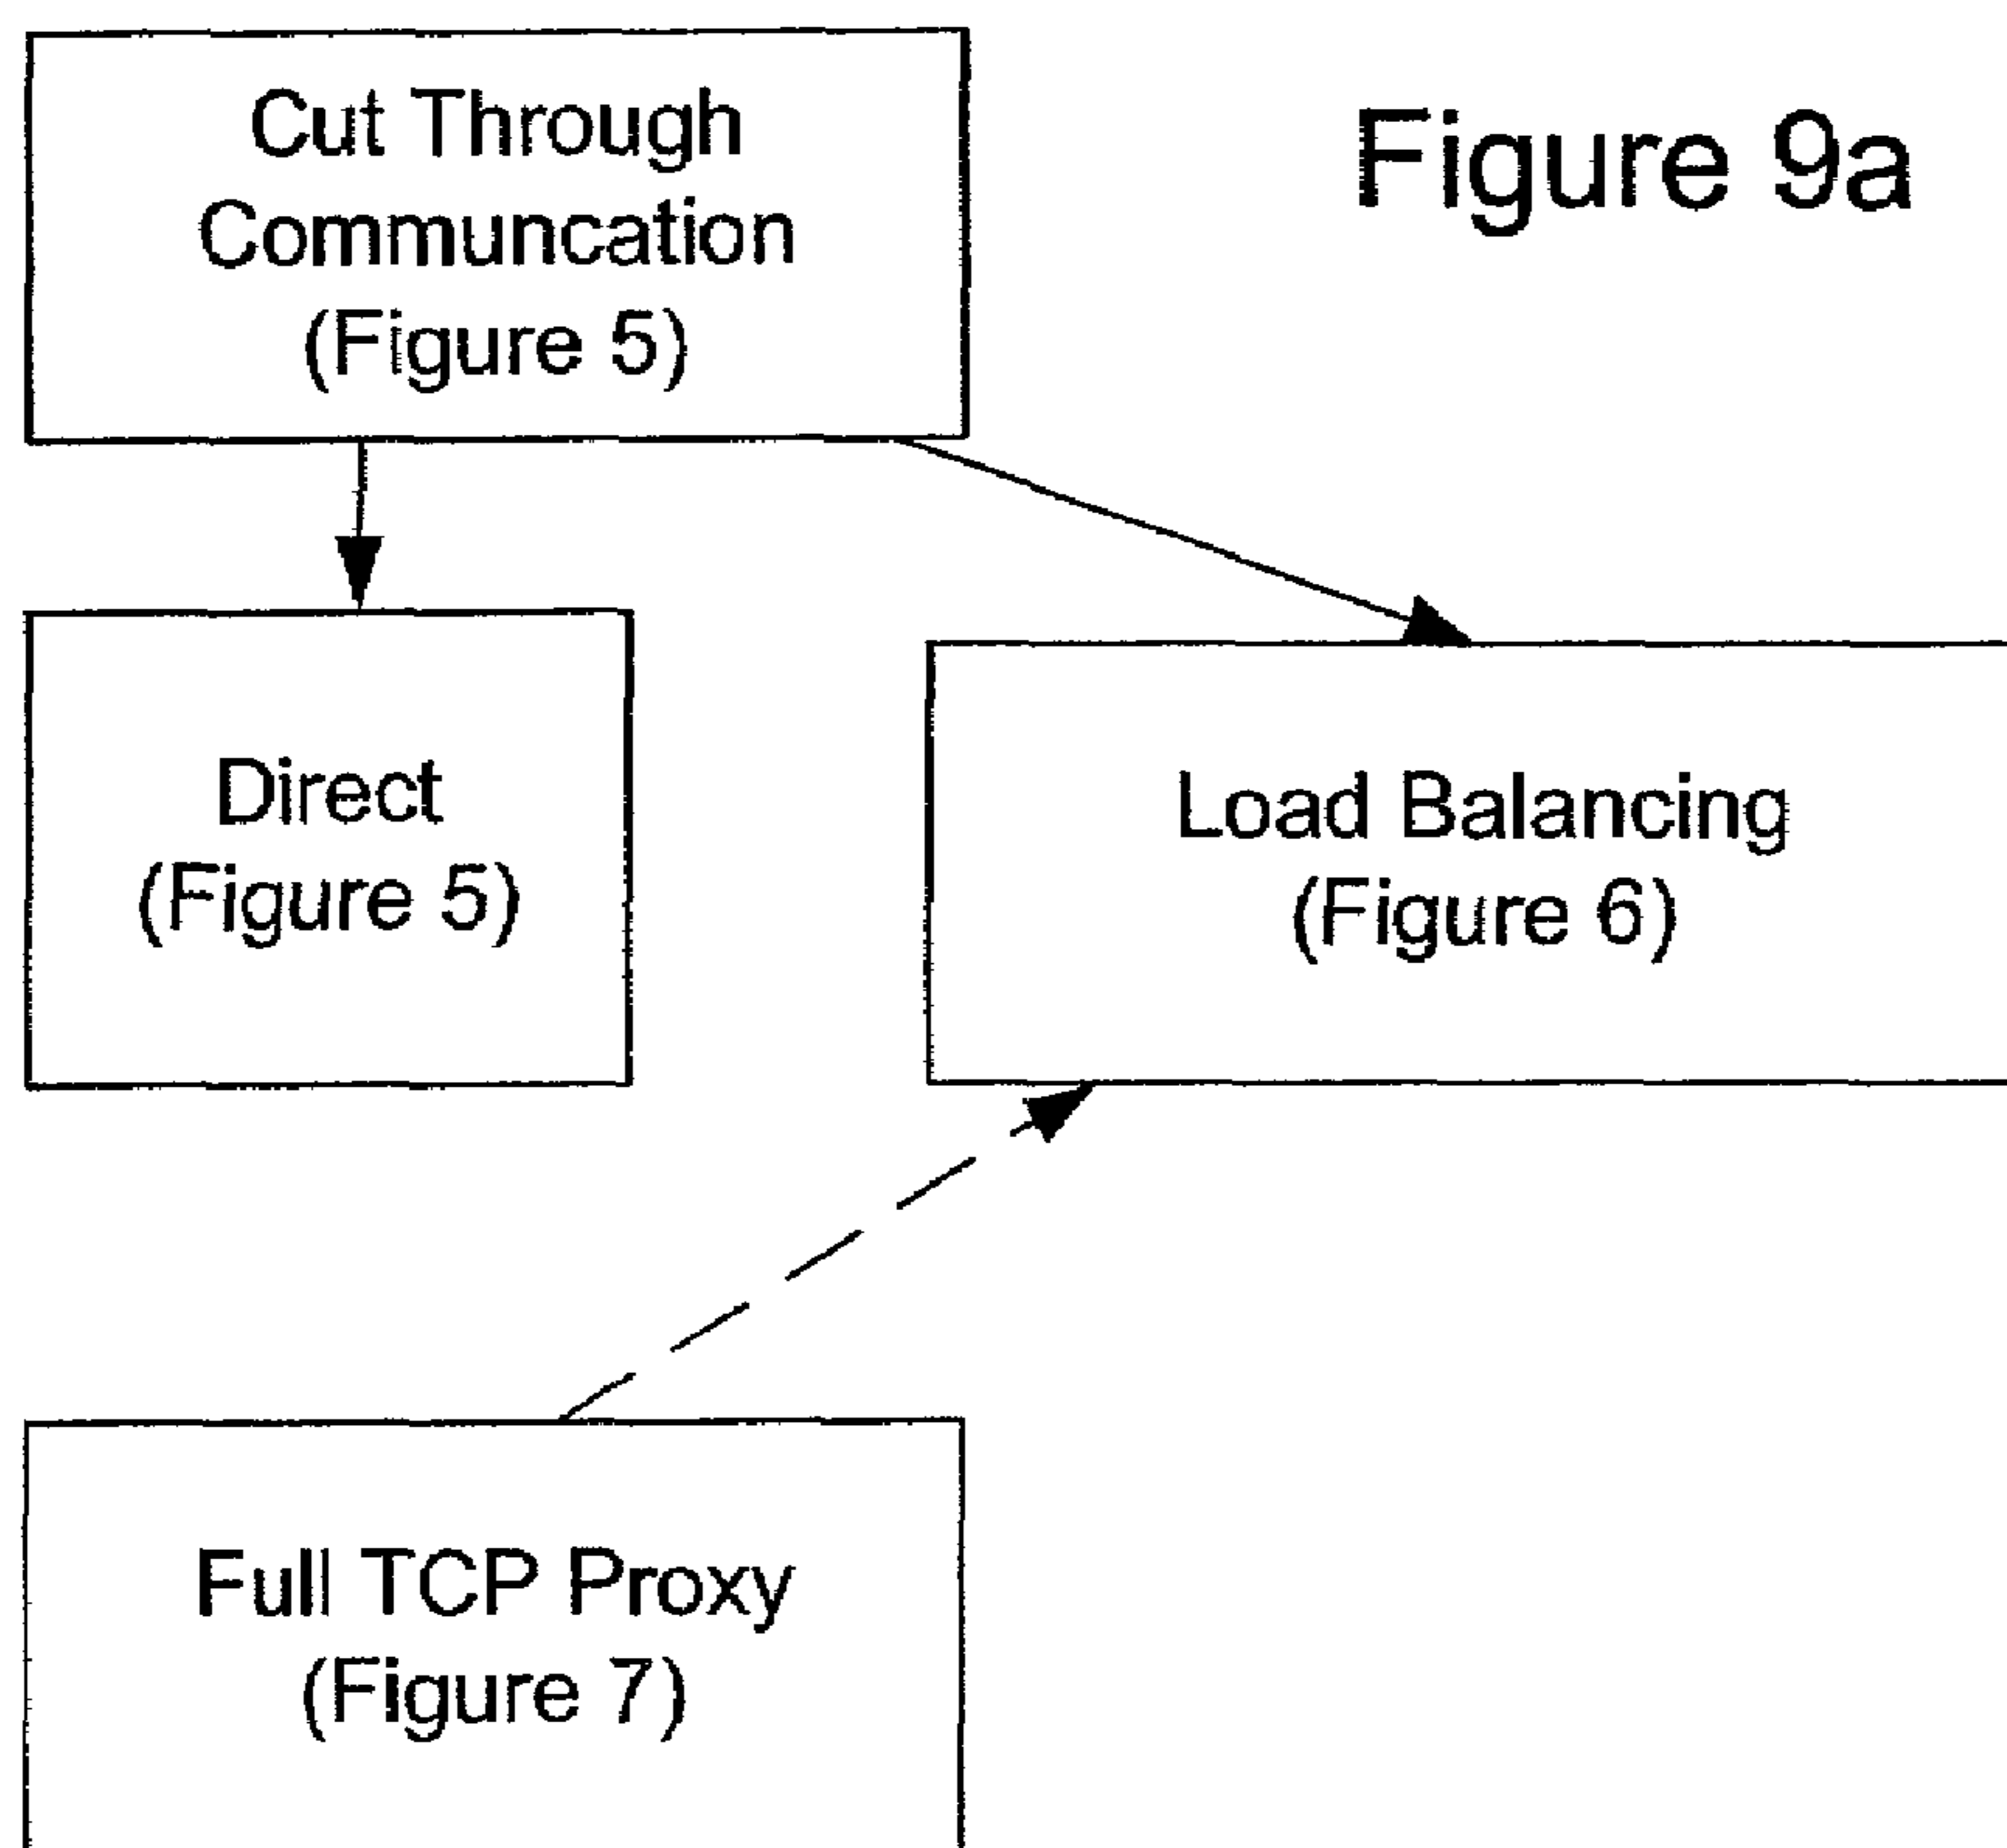 Cut Through
Communcation
(Figure 5)
Figure 9a
Direct
(Figure 5)
Load Balancing
(Figure 6)
Full TCP Proxy
(Figure 7)